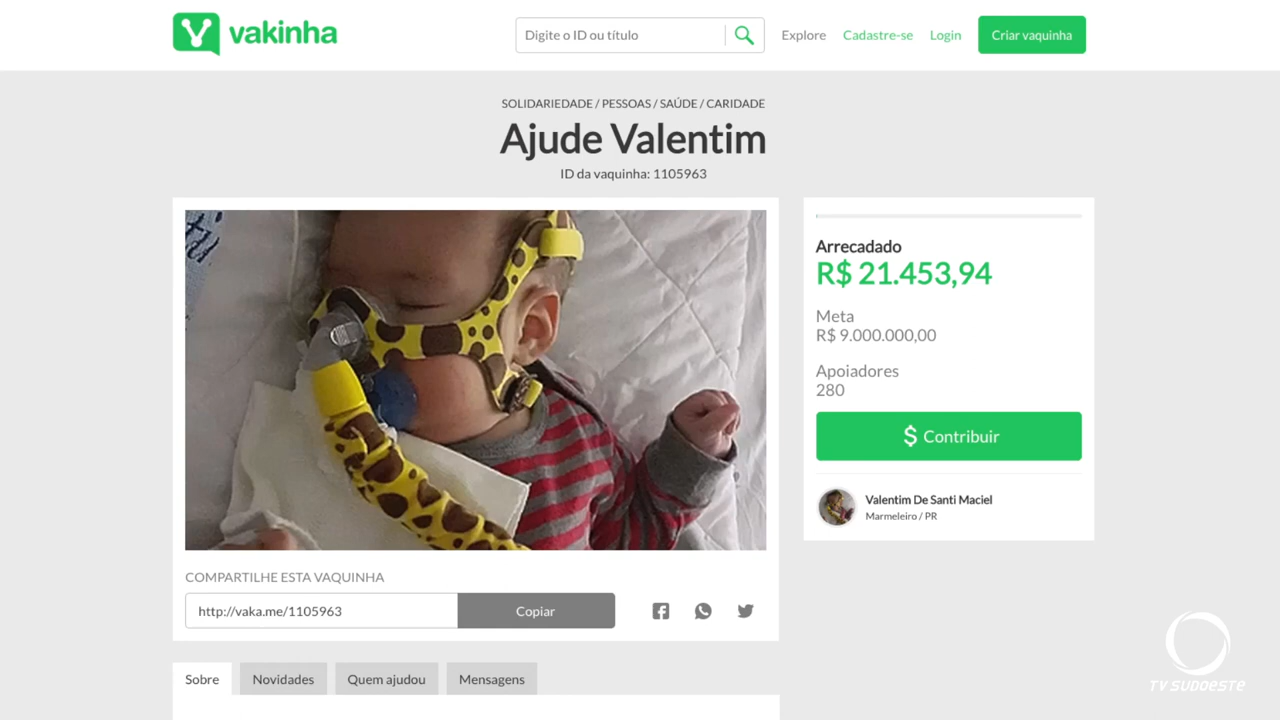 vakinha
Digite o ID ou título
Explore
Cadastre-se
Login
Criar vaquinha
SOLIDARIEDADE / PESSOAS / SAÚDE / CARIDADE
Ajude Valentim
ID da vaquinha: 1105963
Arrecadado
R$ 21.453,94
Meta
R$ 9.000.000,00
Apoiadores
280
$ Contribuir
Valentim De Santi Maciel
Marmeleiro / PR
COMPARTILHE ESTA VAQUINHA
http://vaka.me/1105963
Copiar
Sobre
Novidades
Quem ajudou
Mensagens
TV SUDOESTE